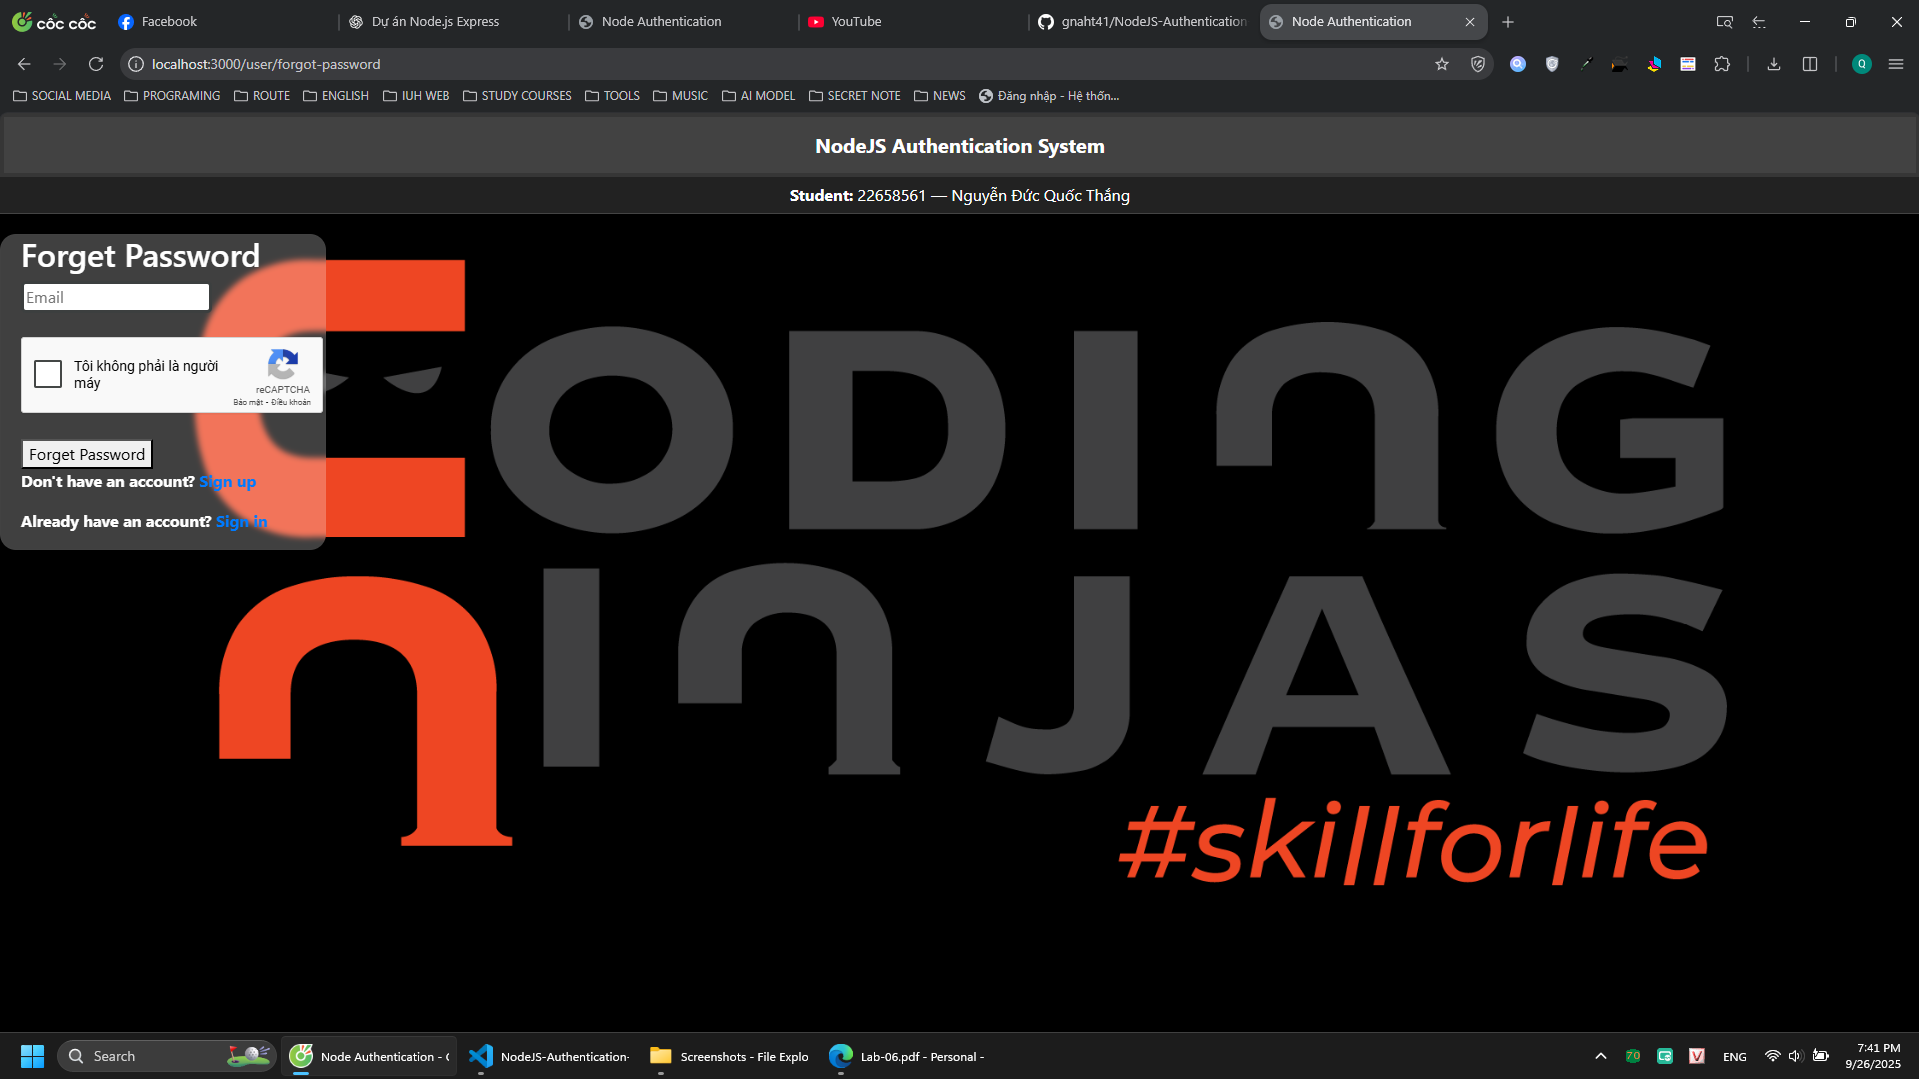 cốc cốc
Facebook
Dự án Node.js Express
Node Authentication
YouTube
gnaht41/NodeJS-Authentication
Node Authentication
localhost:3000/user/forgot-password
Q
SOCIAL MEDIA
PROGRAMING
ROUTE
ENGLISH
IUH WEB
STUDY COURSES
TOOLS
MUSIC
AI MODEL
SECRET NOTE
NEWS
Đăng nhập - Hệ thốn...
NodeJS Authentication System
Student: 22658561 — Nguyễn Đức Quốc Thắng
Forget Password
Email
Tôi không phải là người
máy
reCAPTCHA
Bảo mật - Điều khoản
Forget Password
Don't have an account? Sign up
Already have an account? Sign in
CODING
NINJAS
#skillforlife
Search
Node Authentication - C
NodeJS-Authentication-
Screenshots - File Explo
Lab-06.pdf - Personal -
70
V
ENG
7:41 PM
9/26/2025